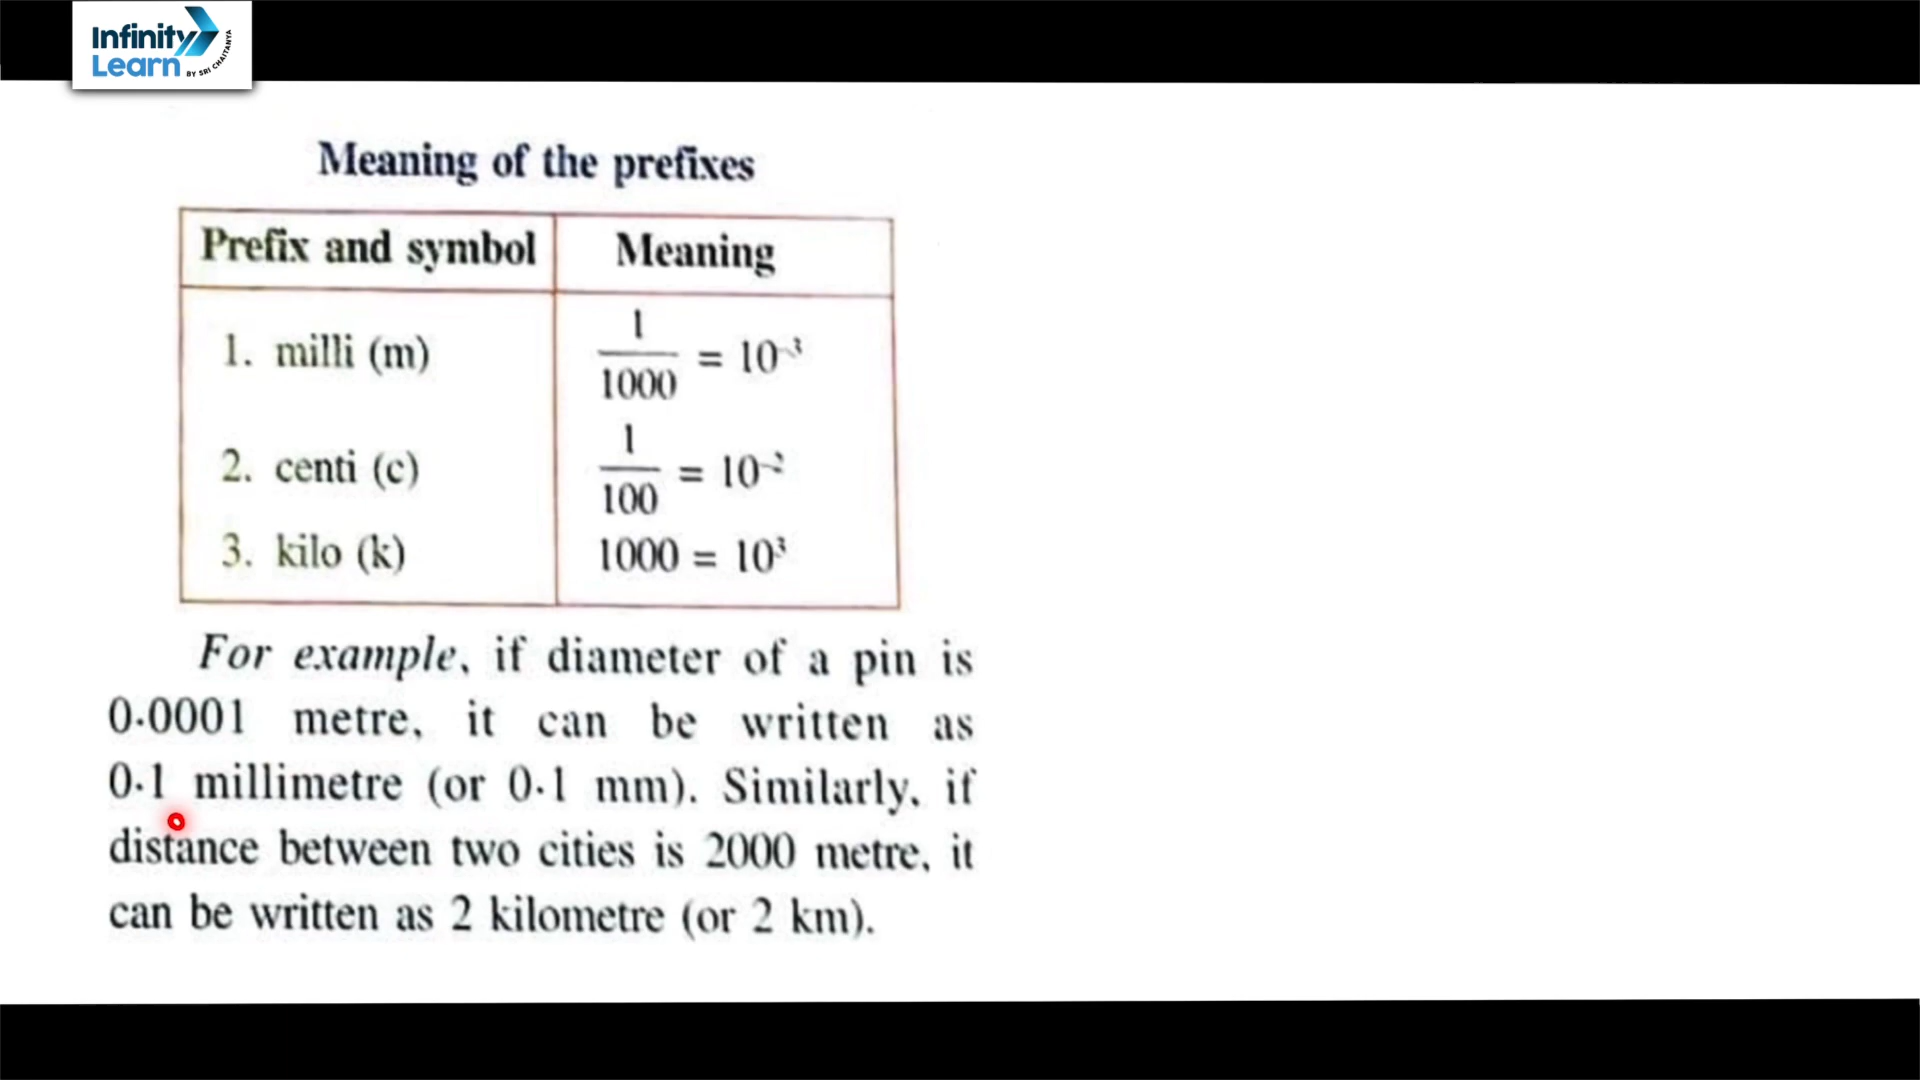 Infinity
Learn
BY SRI CHAITANYA
Meaning of the prefixes
Prefix and symbol Meaning
1. milli (m) 1/1000 = 10⁻³
2. centi (c) 1/100 = 10⁻²
3. kilo (k) 1000 = 10³
For example, if diameter of a pin is
0·0001 metre, it can be written as
0·1 millimetre (or 0·1 mm). Similarly, if
distance between two cities is 2000 metre, it
can be written as 2 kilometre (or 2 km).